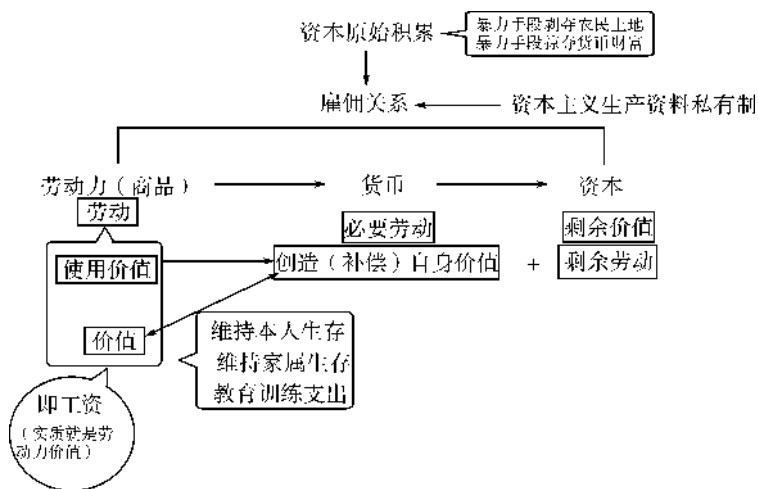 资本原始积累
暴力手段剥夺农民土地
暴力手段掠夺货币财富
雇佣关系
资本主义生产资料私有制
劳动力（商品）
货币
资本
劳动
必要劳动
剩余价值
使用价值
创造（补偿）自身价值
+
剩余劳动
价值
维持本人生存
维持家属生存
教育训练支出
即工资
（实质就是劳
动力价值）